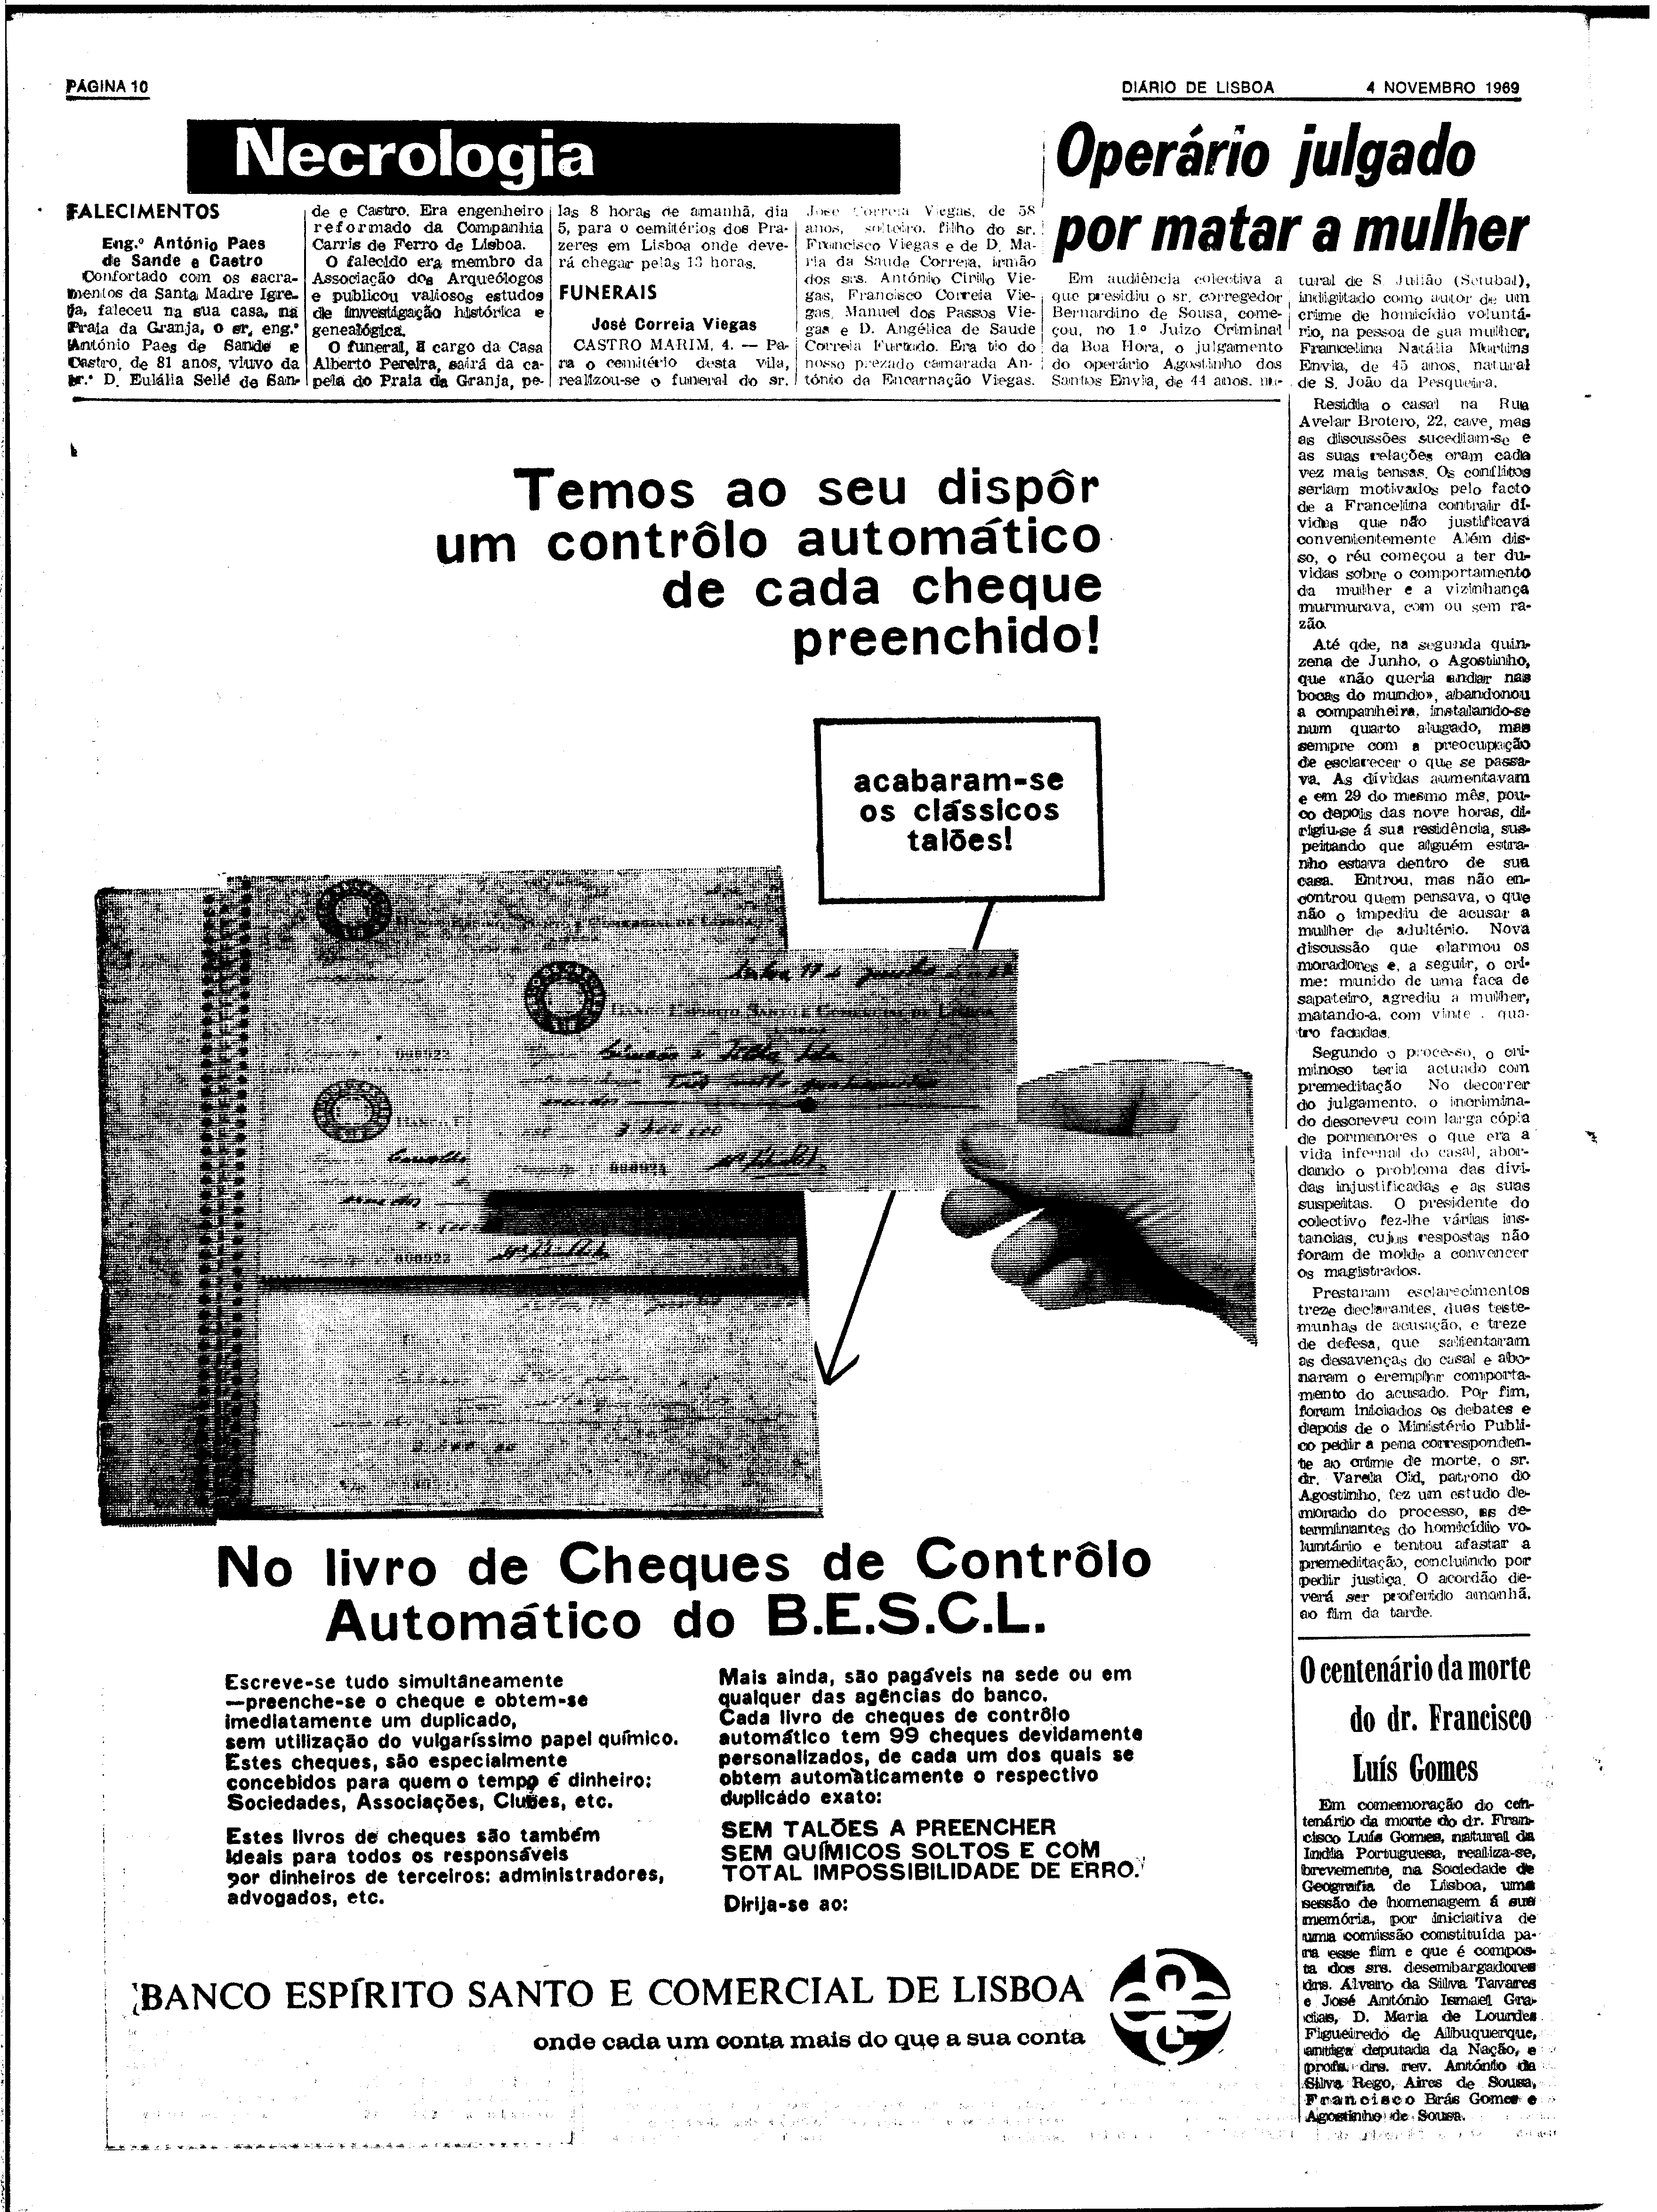 PÁGINA 10
DIÁRIO DE LISBOA 4 NOVEMBRO 1969
Necrologia
FALECIMENTOS
Eng.º António Paes
de Sande e Castro
Confortado com os sacra-
mentos da Santa Madre Igre-
ja, faleceu na sua casa, na
Praia da Granja, o sr. eng.º
António Paes de Sande e
Castro, de 81 anos, viuvo da
sr.ª D. Eulália Sellé de San-
de e Castro. Era engenheiro
reformado da Companhia
Carris de Ferro de Lisboa.
O falecido era membro da
Associação dos Arqueólogos
e publicou valiosos estudos
de investigação histórica e
genealógica.
O funeral, a cargo da Casa
Alberto Pereira, sairá da ca-
pela do Praia da Granja, pe-
las 8 horas de amanhã, dia
5, para o cemitérios dos Pra-
zeres em Lisboa onde deve-
rá chegar pelas 13 horas.
FUNERAIS
José Correia Viegas
CASTRO MARIM, 4. — Pa-
ra o cemitério desta vila,
realizou-se o funeral do sr.
José Correia Viegas, de 58
anos, solteiro, filho do sr.
Francisco Viegas e de D. Ma-
ria da Saude Correia, irmão
dos srs. António Cirilo Vie-
gas, Francisco Correia Vie-
gas, Manuel dos Passos Vie-
gas e D. Angélica de Saude
Correia Furtado. Era tio do
nosso prezado camarada An-
tónio da Encarnação Viegas.
Operário julgado
por matar a mulher
Em audiência colectiva a
que presidiu o sr. corregedor
Bernardino de Sousa, come-
çou, no 1.º Juizo Criminal
da Boa Hora, o julgamento
do operário Agostinho dos
Santos Envia, de 44 anos, na-
tural de S. Julião (Setubal),
indigitado como autor de um
crime de homicídio voluntá-
rio, na pessoa de sua mulher,
Francelina Natália Martins
Envia, de 45 anos, natural
de S. João da Pesqueira.
Residia o casal na Rua
Avelar Brotero, 22, cave, mas
as discussões sucediam-se e
as suas relações eram cada
vez mais tensas. Os conflitos
seriam motivados pelo facto
de a Francelina contrair di-
vidas que não justificava
convenientemente Além dis-
so, o réu começou a ter du-
vidas sobre o comportamento
da mulher e a vizinhança
murmurava, com ou sem ra-
zão.
Até qde, na segunda quin-
zena de Junho, o Agostinho,
que «não queria andar nas
bocas do mundo», abandonou
a companheira, instalando-se
num quarto alugado, mas
sempre com a preocupação
de esclarecer o que se passa-
va. As dívidas aumentavam
e em 29 do mesmo mês, pou-
co depois das nove horas, di-
rigiu-se á sua residência, sus-
peitando que alguém estra-
nho estava dentro de sua
casa. Entrou, mas não en-
controu quem pensava, o que
não o impediu de acusar a
mulher de adultério. Nova
discussão que alarmou os
moradores e, a seguir, o cri-
me: munido de uma faca de
sapateiro, agrediu a mulher,
matando-a, com vinte . qua-
tro facadas.
Segundo o processo, o cri-
minoso teria actuado com
premeditação No decorrer
do julgamento, o incrimina-
do descreveu com larga cópia
de pormenores o que era a
vida infernal do casal, abor-
dando o problema das divi-
das injustificadas e as suas
suspeitas. O presidente do
colectivo fez-lhe várias ins-
tancias, cujas respostas não
foram de molde a convencer
os magistrados.
Prestaram esclarecimentos
treze declarantes, duas teste-
munhas de acusação, e treze
de defesa, que salientaram
as desavenças do casal e abo-
naram o exemplar comporta-
mento do acusado. Por fim,
foram iniciados os debates e
depois de o Ministério Publi-
co pedir a pena corresponden-
te ao crime de morte, o sr.
dr. Varela Cid, patrono do
Agostinho, fez um estudo de-
morado do processo, as de-
terminantes do homicídio vo-
luntário e tentou afastar a
premeditação, concluindo por
pedir justiça. O acordão de-
verá ser proferido amanhã,
ao fim da tarde.
O centenário da morte
do dr. Francisco
Luís Gomes
Em comemoração do cen-
tenário da morte do dr. Fran-
cisco Luís Gomes, natural da
India Portuguesa, realiza-se,
brevemente, na Sociedade de
Geografia de Lisboa, uma
sessão de homenagem á sua
memória, por iniciativa de
uma comissão constituída pa-
ra esse fim e que é compos-
ta dos srs. desembargadores
drs. Alvaro da Silva Tavares
e José António Ismael Gra-
cias, D. Maria de Lourdes
Figueiredo de Albuquerque,
antiga deputada da Nação, e
profs. drs. rev. António da
Silva Rego, Aires de Sousa,
Francisco Brás Gomes e
Agostinho de Sousa.
Temos ao seu dispôr
um contrôlo automático
de cada cheque
preenchido!
acabaram-se
os clássicos
talões!
BANCO ESPÍRITO SANTO E COMERCIAL DE LISBOA
000923
000924
000923
No livro de Cheques de Contrôlo
Automático do B.E.S.C.L.
Escreve-se tudo simultâneamente
—preenche-se o cheque e obtem-se
imediatamente um duplicado,
sem utilização do vulgaríssimo papel químico.
Estes cheques, são especialmente
concebidos para quem o tempo é dinheiro:
Sociedades, Associações, Clubes, etc.
Estes livros de cheques são também
ideais para todos os responsáveis
por dinheiros de terceiros: administradores,
advogados, etc.
Mais ainda, são pagáveis na sede ou em
qualquer das agências do banco.
Cada livro de cheques de contrôlo
automático tem 99 cheques devidamente
personalizados, de cada um dos quais se
obtem automàticamente o respectivo
duplicado exato:
SEM TALÕES A PREENCHER
SEM QUÍMICOS SOLTOS E COM
TOTAL IMPOSSIBILIDADE DE ERRO.
Dirija-se ao:
BANCO ESPÍRITO SANTO E COMERCIAL DE LISBOA
onde cada um conta mais do que a sua conta